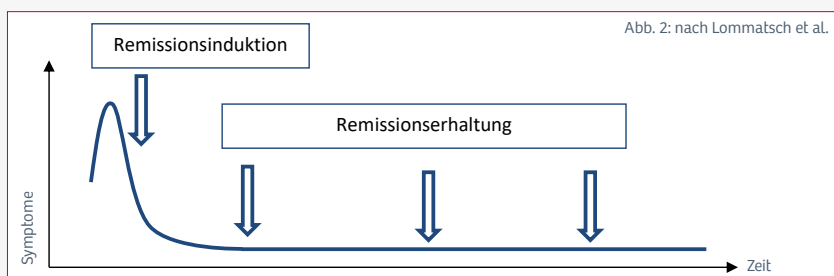 Abb. 2: nach Lommatsch et al.
Remissionsinduktion
Remissionserhaltung
Symptome
Zeit